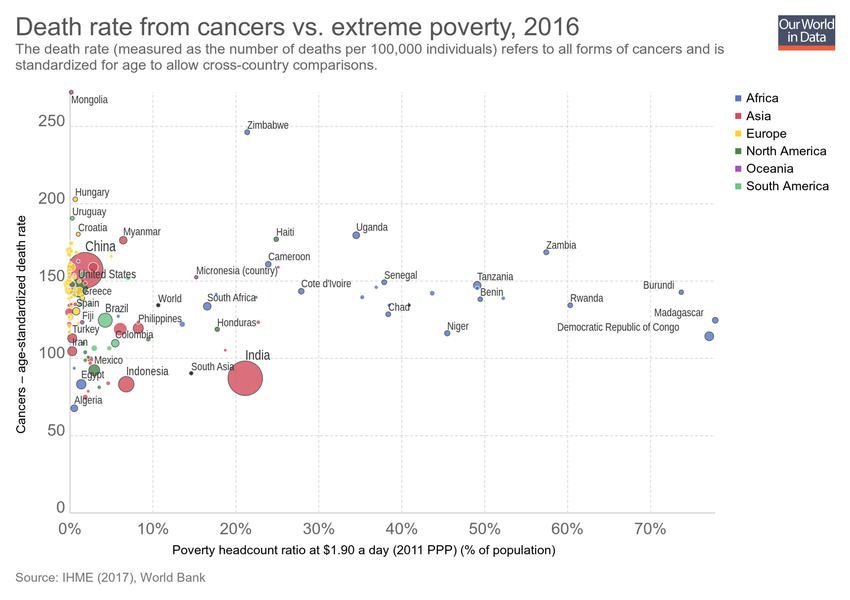 Death rate from cancers vs. extreme poverty, 2016
The death rate (measured as the number of deaths per 100,000 individuals) refers to all forms of cancers and is
standardized for age to allow cross-country comparisons.
Our World
in Data
Mongolia
Africa
Asia
Europe
North America
Oceania
South America
250
Zimbabwe
Hungary
200
Uruguay
Croatia
Myanmar
Haiti
Uganda
China
Cameroon
Zambia
United States
Micronesia (country)
150
Cote d'Ivoire
Senegal
Tanzania
Burundi
Greece
Spain
World
South Africa
Chad
Benin
Rwanda
Madagascar
Fiji
Brazil
Philippines
Honduras
Niger
Democratic Republic of Congo
Turkey
Colombia
Iran
100
Mexico
India
Egypt
Indonesia
South Asia
Algeria
50
0
0%
10%
20%
30%
40%
50%
60%
70%
Cancers – age-standardized death rate
Poverty headcount ratio at $1.90 a day (2011 PPP) (% of population)
Source: IHME (2017), World Bank